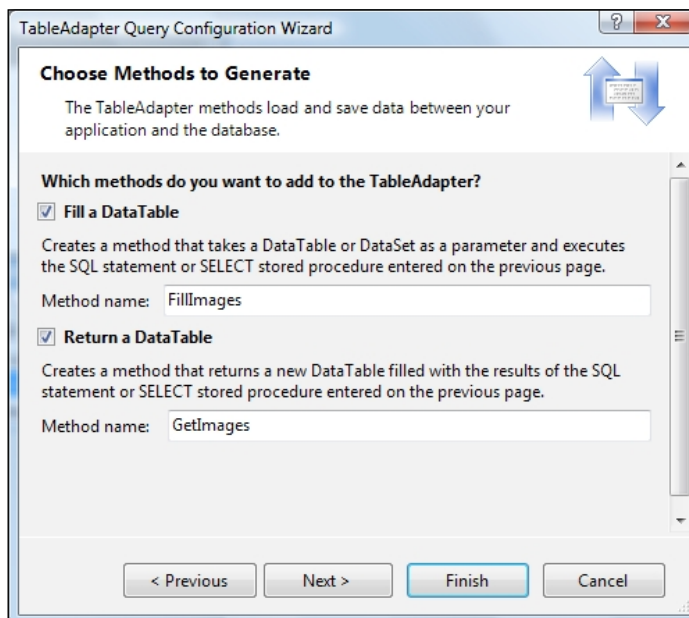 TableAdapter Query Configuration Wizard
Choose Methods to Generate
The TableAdapter methods load and save data between your
application and the database.
Which methods do you want to add to the TableAdapter?
Fill a DataTable
Creates a method that takes a DataTable or DataSet as a parameter and executes
the SQL statement or SELECT stored procedure entered on the previous page.
Method name: FillImages
Return a DataTable
Creates a method that returns a new DataTable filled with the results of the SQL
statement or SELECT stored procedure entered on the previous page.
Method name: GetImages
< Previous Next > Finish Cancel